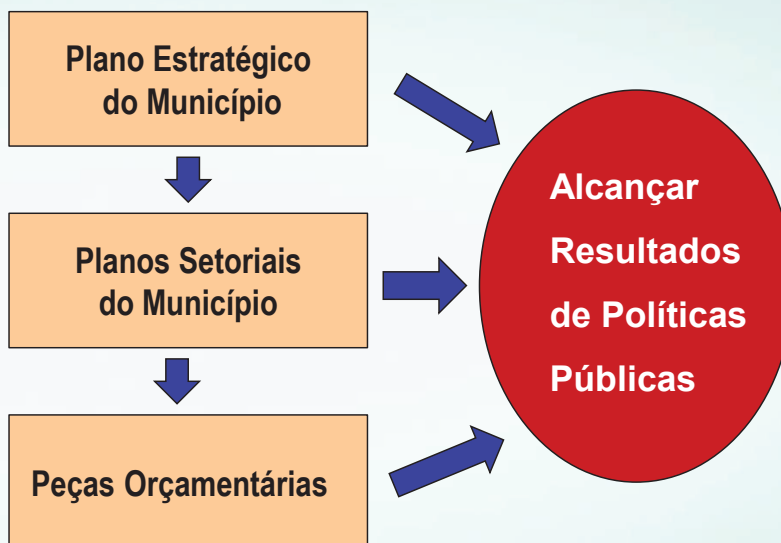 Plano Estratégico
do Município
Planos Setoriais
do Município
Peças Orçamentárias
Alcançar
Resultados
de Políticas
Públicas